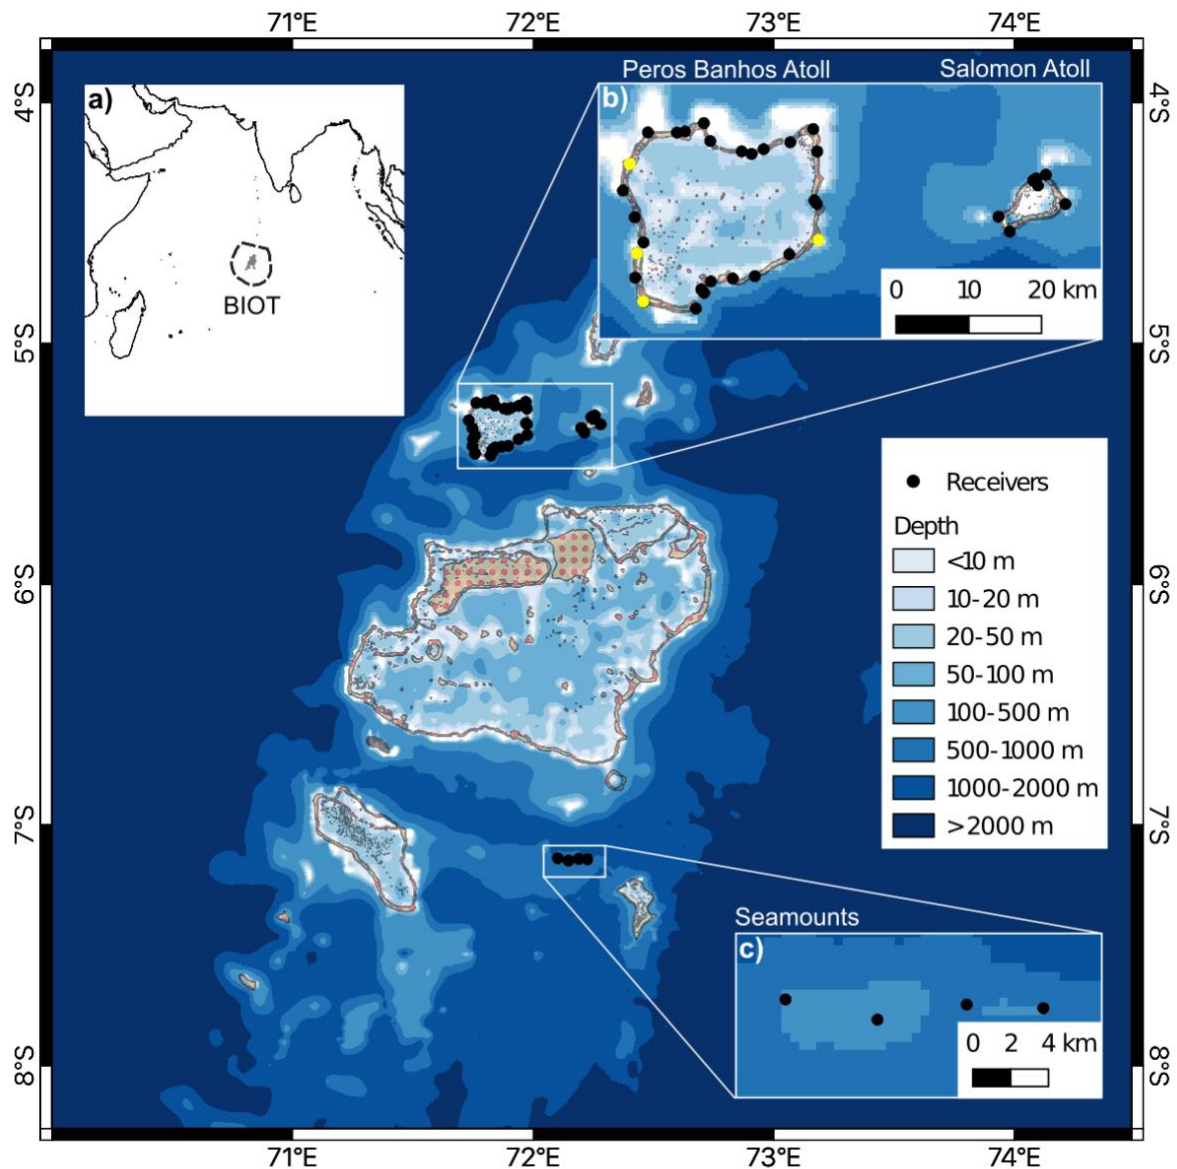 71°E 72°E 73°E 74°E
Peros Banhos Atoll Salomon Atoll
a)
b)
4°S 4°S
BIOT
0 10 20 km
5°S 5°S
Receivers
Depth
<10 m
10-20 m
20-50 m
50-100 m
100-500 m
500-1000 m
1000-2000 m
>2000 m
6°S 6°S
7°S 7°S
Seamounts
c)
0 2 4 km
8°S 8°S
71°E 72°E 73°E 74°E